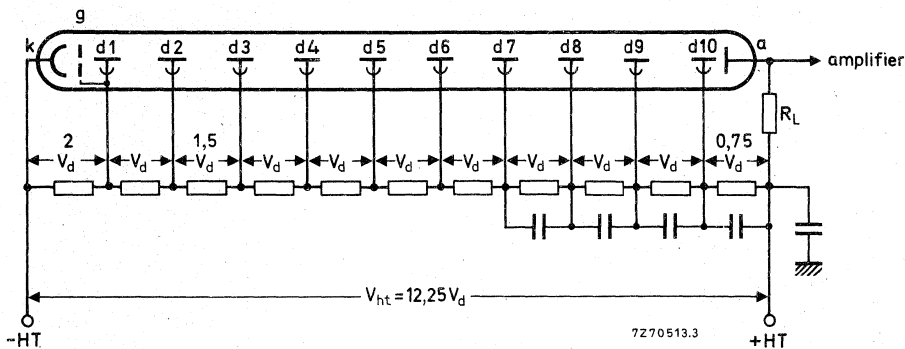 g
k d1 d2 d3 d4 d5 d6 d7 d8 d9 d10 a amplifier
R_L
2 1,5 0,75
V_d V_d V_d V_d V_d V_d V_d V_d V_d V_d V_d
V_ht = 12,25 V_d
-HT 7Z70513.3 +HT